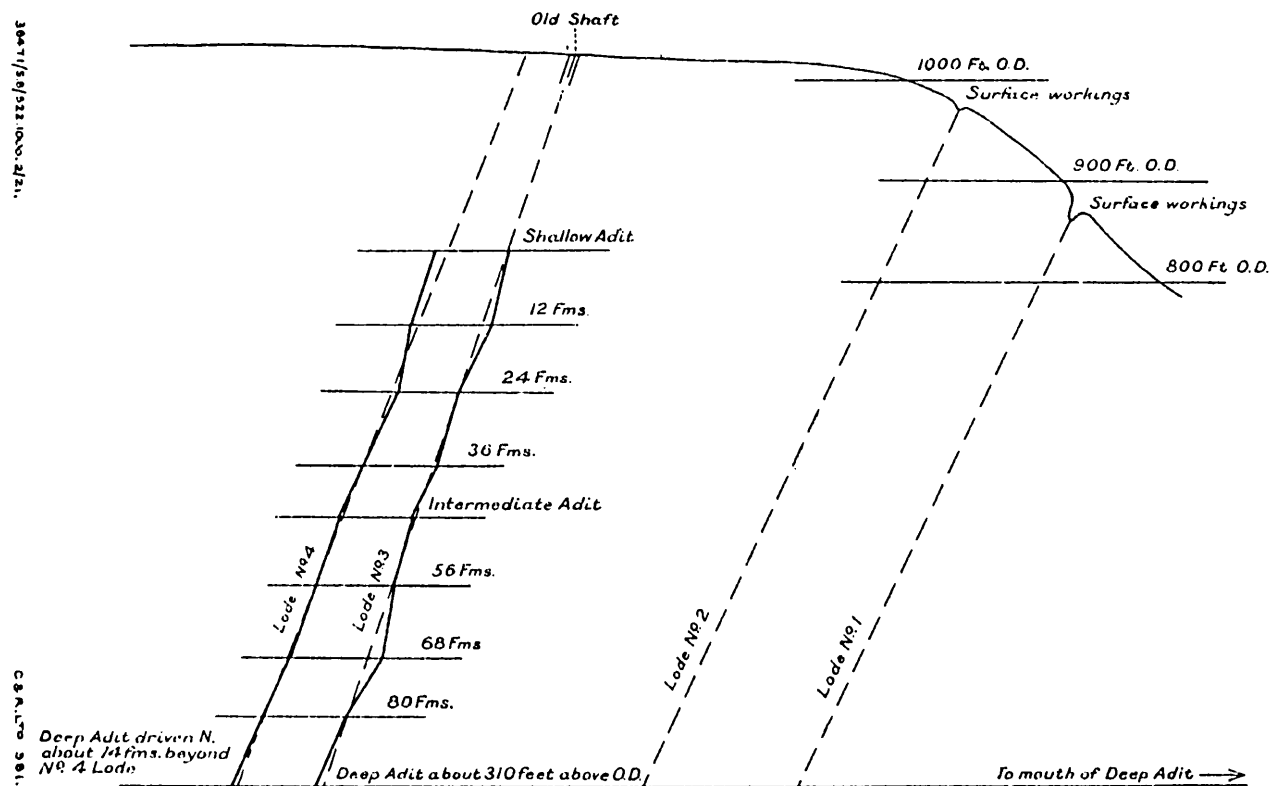 Old Shaft
1000 Ft. O.D.
Surface workings
900 Ft. O.D.
Surface workings
Shallow Adit
800 Ft. O.D.
12 Fms.
24 Fms.
36 Fms.
Intermediate Adit
56 Fms.
Lode Nº 4
Lode Nº 3
68 Fms
Lode Nº 2
Lode Nº 1
80 Fms.
Deep Adit driven N.
about 14 fms. beyond
Nº 4 Lode
Deep Adit about 310 feet above O.D.
To mouth of Deep Adit